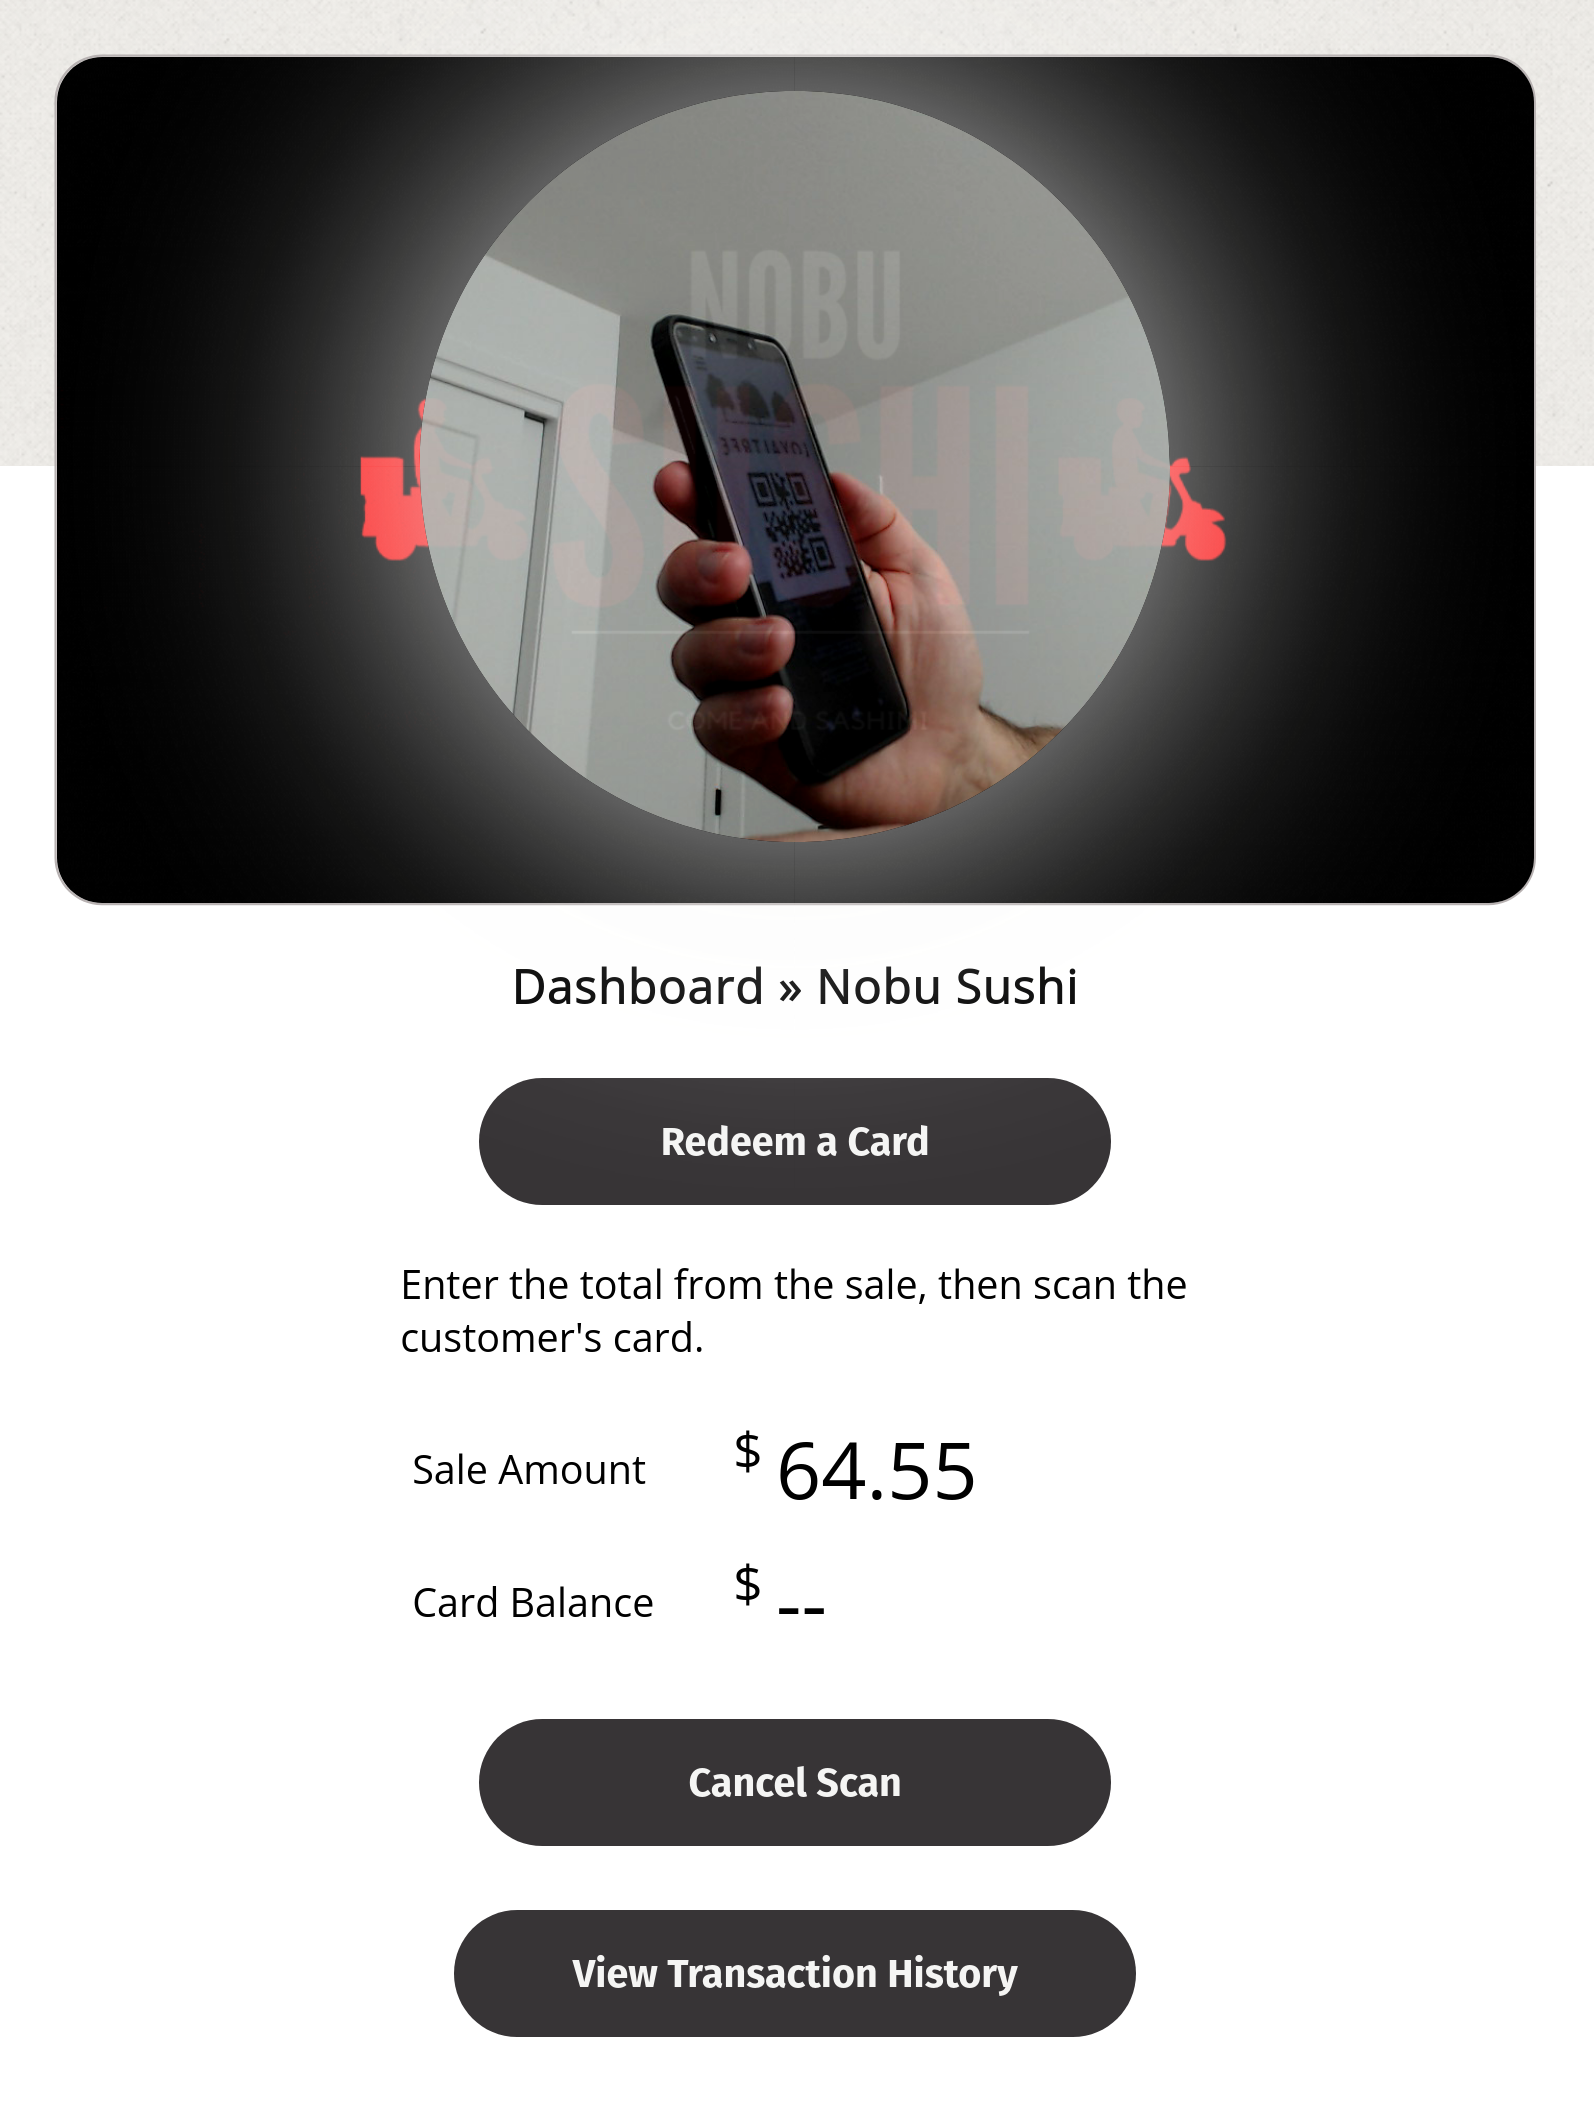 NOBU
SUSHI
LOYALTREE
COME AND SASHIMI
Dashboard » Nobu Sushi
Redeem a Card
Enter the total from the sale, then scan the
customer's card.
Sale Amount $ 64.55
Card Balance $ --
Cancel Scan
View Transaction History